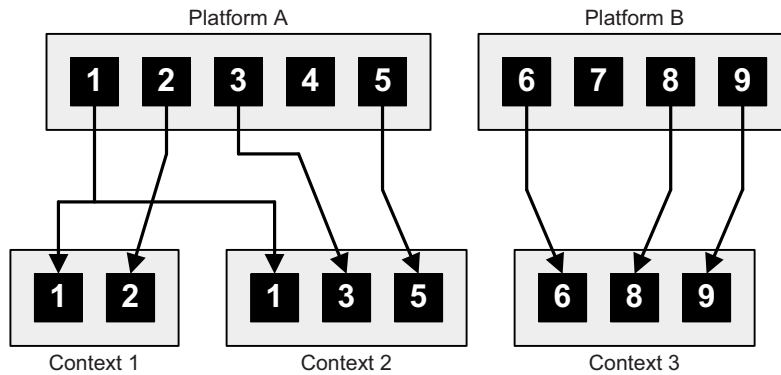 Platform A Platform B
1 2 3 4 5 6 7 8 9
1 2 1 3 5 6 8 9
Context 1 Context 2 Context 3